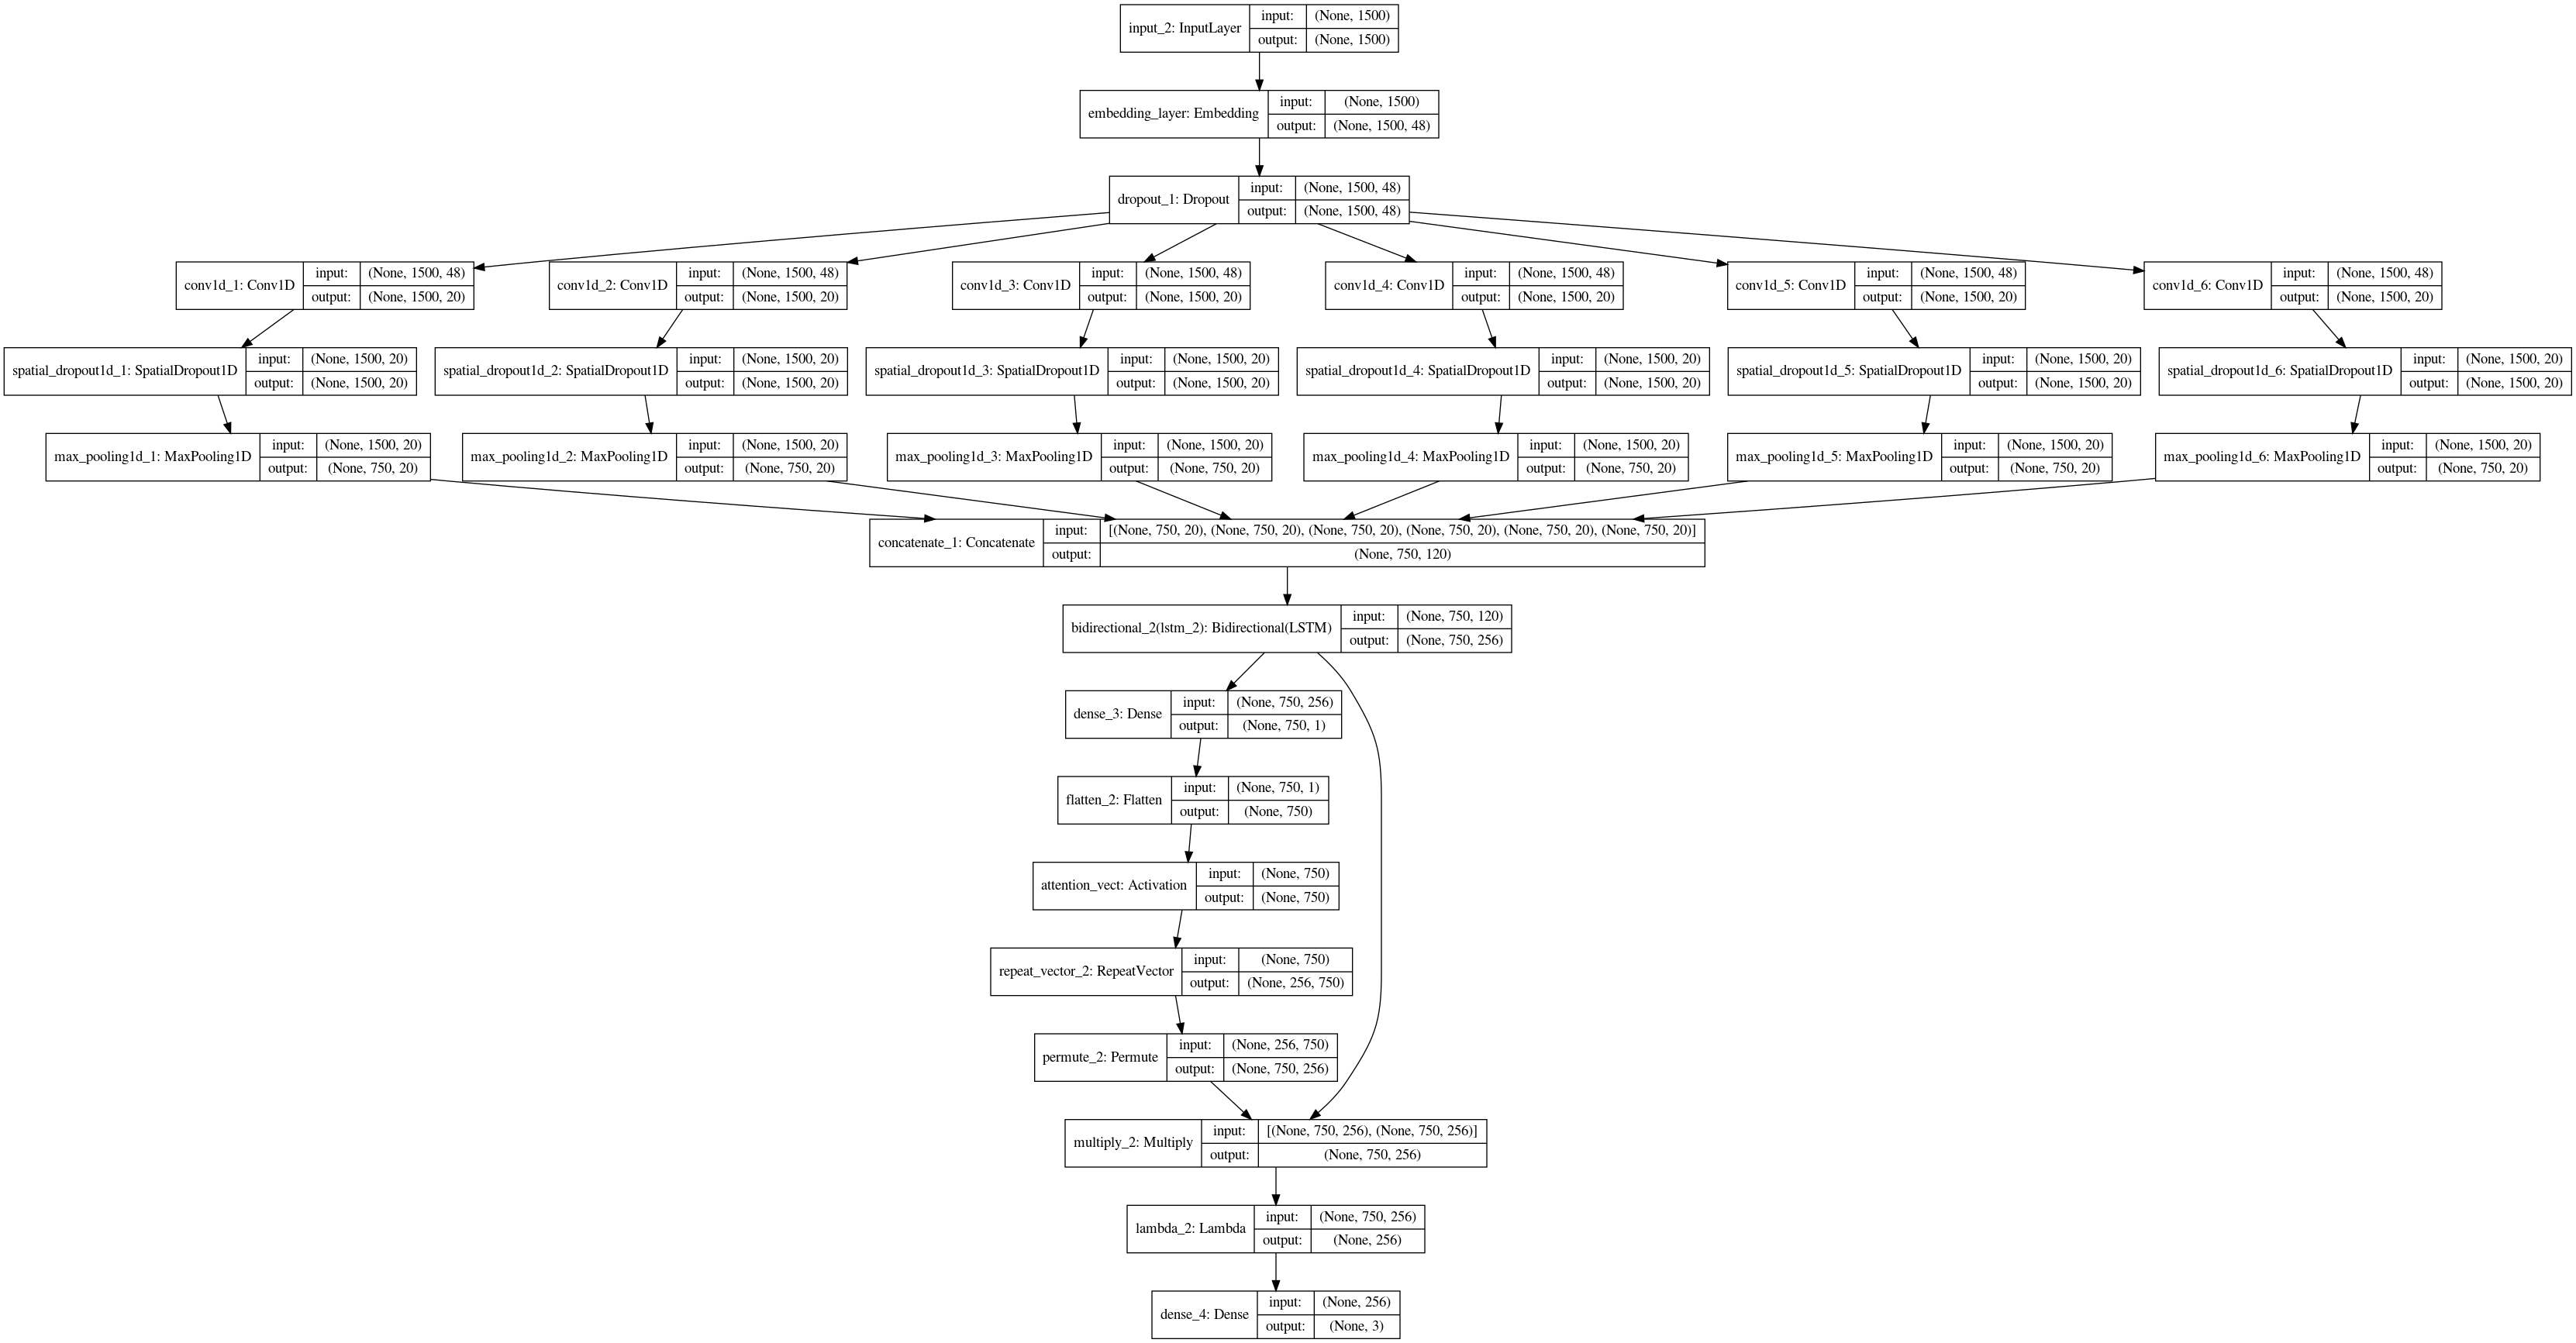 input_2: InputLayer
input: (None, 1500)
output: (None, 1500)
embedding_layer: Embedding
input: (None, 1500)
output: (None, 1500, 48)
dropout_1: Dropout
input: (None, 1500, 48)
output: (None, 1500, 48)
conv1d_1: Conv1D
input: (None, 1500, 48)
output: (None, 1500, 20)
conv1d_2: Conv1D
input: (None, 1500, 48)
output: (None, 1500, 20)
conv1d_3: Conv1D
input: (None, 1500, 48)
output: (None, 1500, 20)
conv1d_4: Conv1D
input: (None, 1500, 48)
output: (None, 1500, 20)
conv1d_5: Conv1D
input: (None, 1500, 48)
output: (None, 1500, 20)
conv1d_6: Conv1D
input: (None, 1500, 48)
output: (None, 1500, 20)
spatial_dropout1d_1: SpatialDropout1D
input: (None, 1500, 20)
output: (None, 1500, 20)
spatial_dropout1d_2: SpatialDropout1D
input: (None, 1500, 20)
output: (None, 1500, 20)
spatial_dropout1d_3: SpatialDropout1D
input: (None, 1500, 20)
output: (None, 1500, 20)
spatial_dropout1d_4: SpatialDropout1D
input: (None, 1500, 20)
output: (None, 1500, 20)
spatial_dropout1d_5: SpatialDropout1D
input: (None, 1500, 20)
output: (None, 1500, 20)
spatial_dropout1d_6: SpatialDropout1D
input: (None, 1500, 20)
output: (None, 1500, 20)
max_pooling1d_1: MaxPooling1D
input: (None, 1500, 20)
output: (None, 750, 20)
max_pooling1d_2: MaxPooling1D
input: (None, 1500, 20)
output: (None, 750, 20)
max_pooling1d_3: MaxPooling1D
input: (None, 1500, 20)
output: (None, 750, 20)
max_pooling1d_4: MaxPooling1D
input: (None, 1500, 20)
output: (None, 750, 20)
max_pooling1d_5: MaxPooling1D
input: (None, 1500, 20)
output: (None, 750, 20)
max_pooling1d_6: MaxPooling1D
input: (None, 1500, 20)
output: (None, 750, 20)
concatenate_1: Concatenate
input: [(None, 750, 20), (None, 750, 20), (None, 750, 20), (None, 750, 20), (None, 750, 20), (None, 750, 20)]
output: (None, 750, 120)
bidirectional_2(lstm_2): Bidirectional(LSTM)
input: (None, 750, 120)
output: (None, 750, 256)
dense_3: Dense
input: (None, 750, 256)
output: (None, 750, 1)
flatten_2: Flatten
input: (None, 750, 1)
output: (None, 750)
attention_vect: Activation
input: (None, 750)
output: (None, 750)
repeat_vector_2: RepeatVector
input: (None, 750)
output: (None, 256, 750)
permute_2: Permute
input: (None, 256, 750)
output: (None, 750, 256)
multiply_2: Multiply
input: [(None, 750, 256), (None, 750, 256)]
output: (None, 750, 256)
lambda_2: Lambda
input: (None, 750, 256)
output: (None, 256)
dense_4: Dense
input: (None, 256)
output: (None, 3)